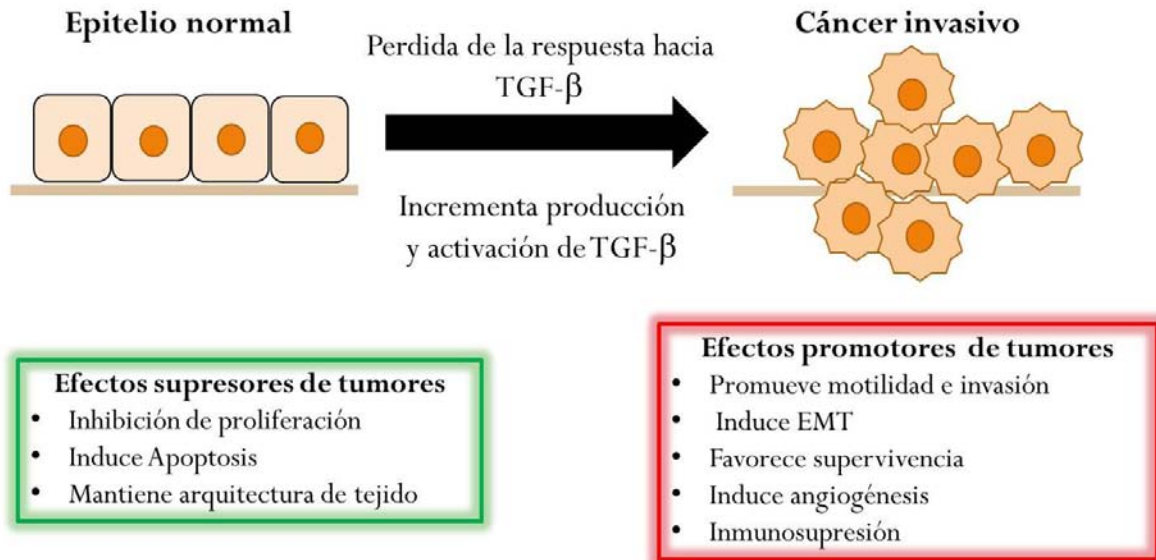 Epitelio normal
Perdida de la respuesta hacia
TGF-β
Incrementa producción
y activación de TGF-β
Cáncer invasivo
Efectos supresores de tumores
• Inhibición de proliferación
• Induce Apoptosis
• Mantiene arquitectura de tejido
Efectos promotores de tumores
• Promueve motilidad e invasión
• Induce EMT
• Favorece supervivencia
• Induce angiogénesis
• Inmunosupresión